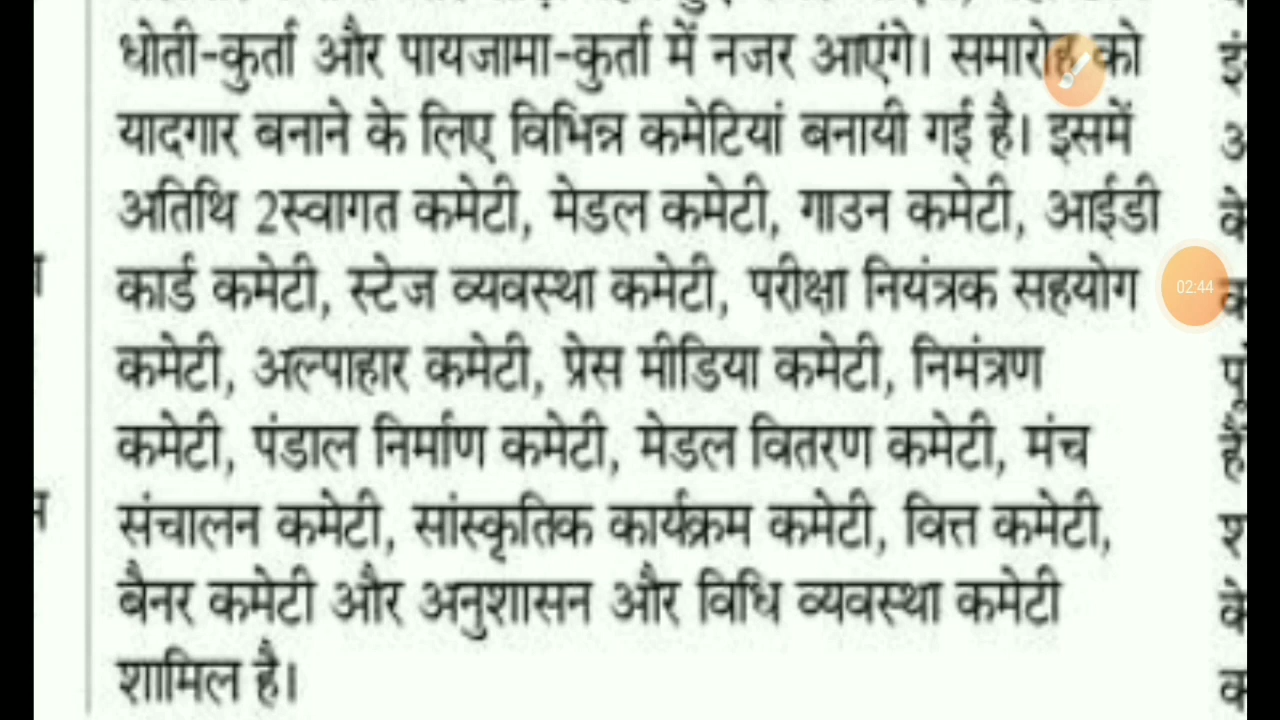 धोती-कुर्ता और पायजामा-कुर्ता में नजर आएंगे। समारोह को
यादगार बनाने के लिए विभिन्न कमेटियां बनायी गई है। इसमें
अतिथि 2स्वागत कमेटी, मेडल कमेटी, गाउन कमेटी, आईडी
कार्ड कमेटी, स्टेज व्यवस्था कमेटी, परीक्षा नियंत्रक सहयोग
कमेटी, अल्पाहार कमेटी, प्रेस मीडिया कमेटी, निमंत्रण
कमेटी, पंडाल निर्माण कमेटी, मेडल वितरण कमेटी, मंच
संचालन कमेटी, सांस्कृतिक कार्यक्रम कमेटी, वित्त कमेटी,
बैनर कमेटी और अनुशासन और विधि व्यवस्था कमेटी
शामिल है।
02:44